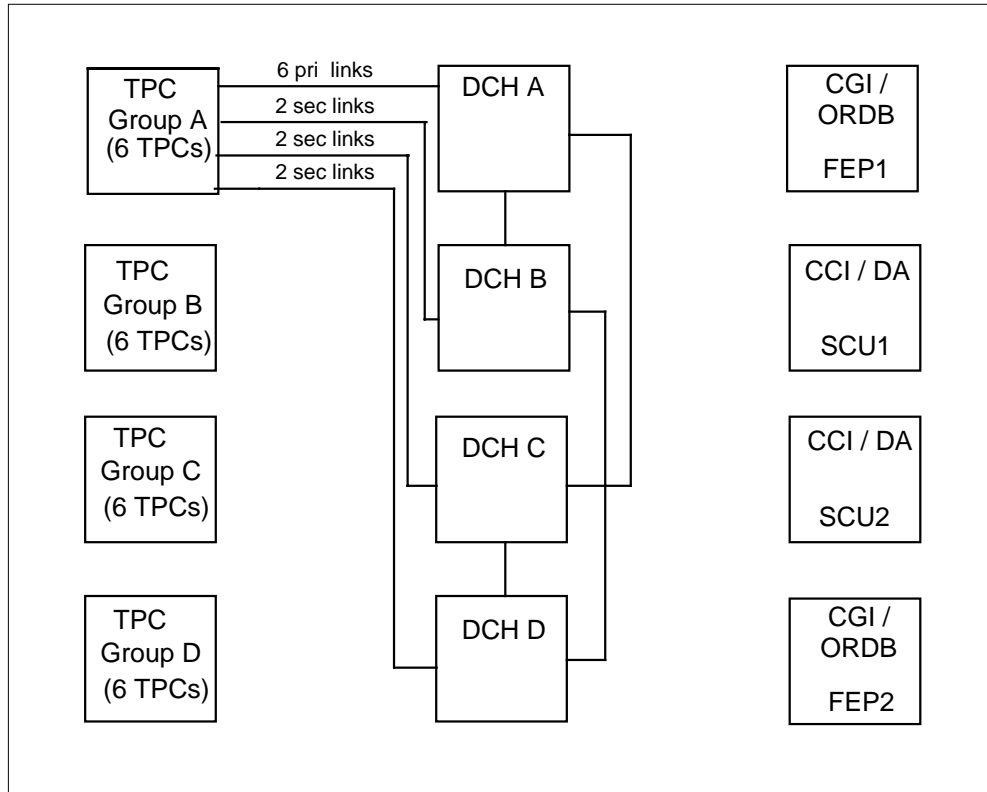 TPC
Group A
(6 TPCs)
6 pri links
2 sec links
2 sec links
2 sec links
DCH A
CGI /
ORDB
FEP1
TPC
Group B
(6 TPCs)
DCH B
CCI / DA
SCU1
TPC
Group C
(6 TPCs)
DCH C
CCI / DA
SCU2
TPC
Group D
(6 TPCs)
DCH D
CGI /
ORDB
FEP2